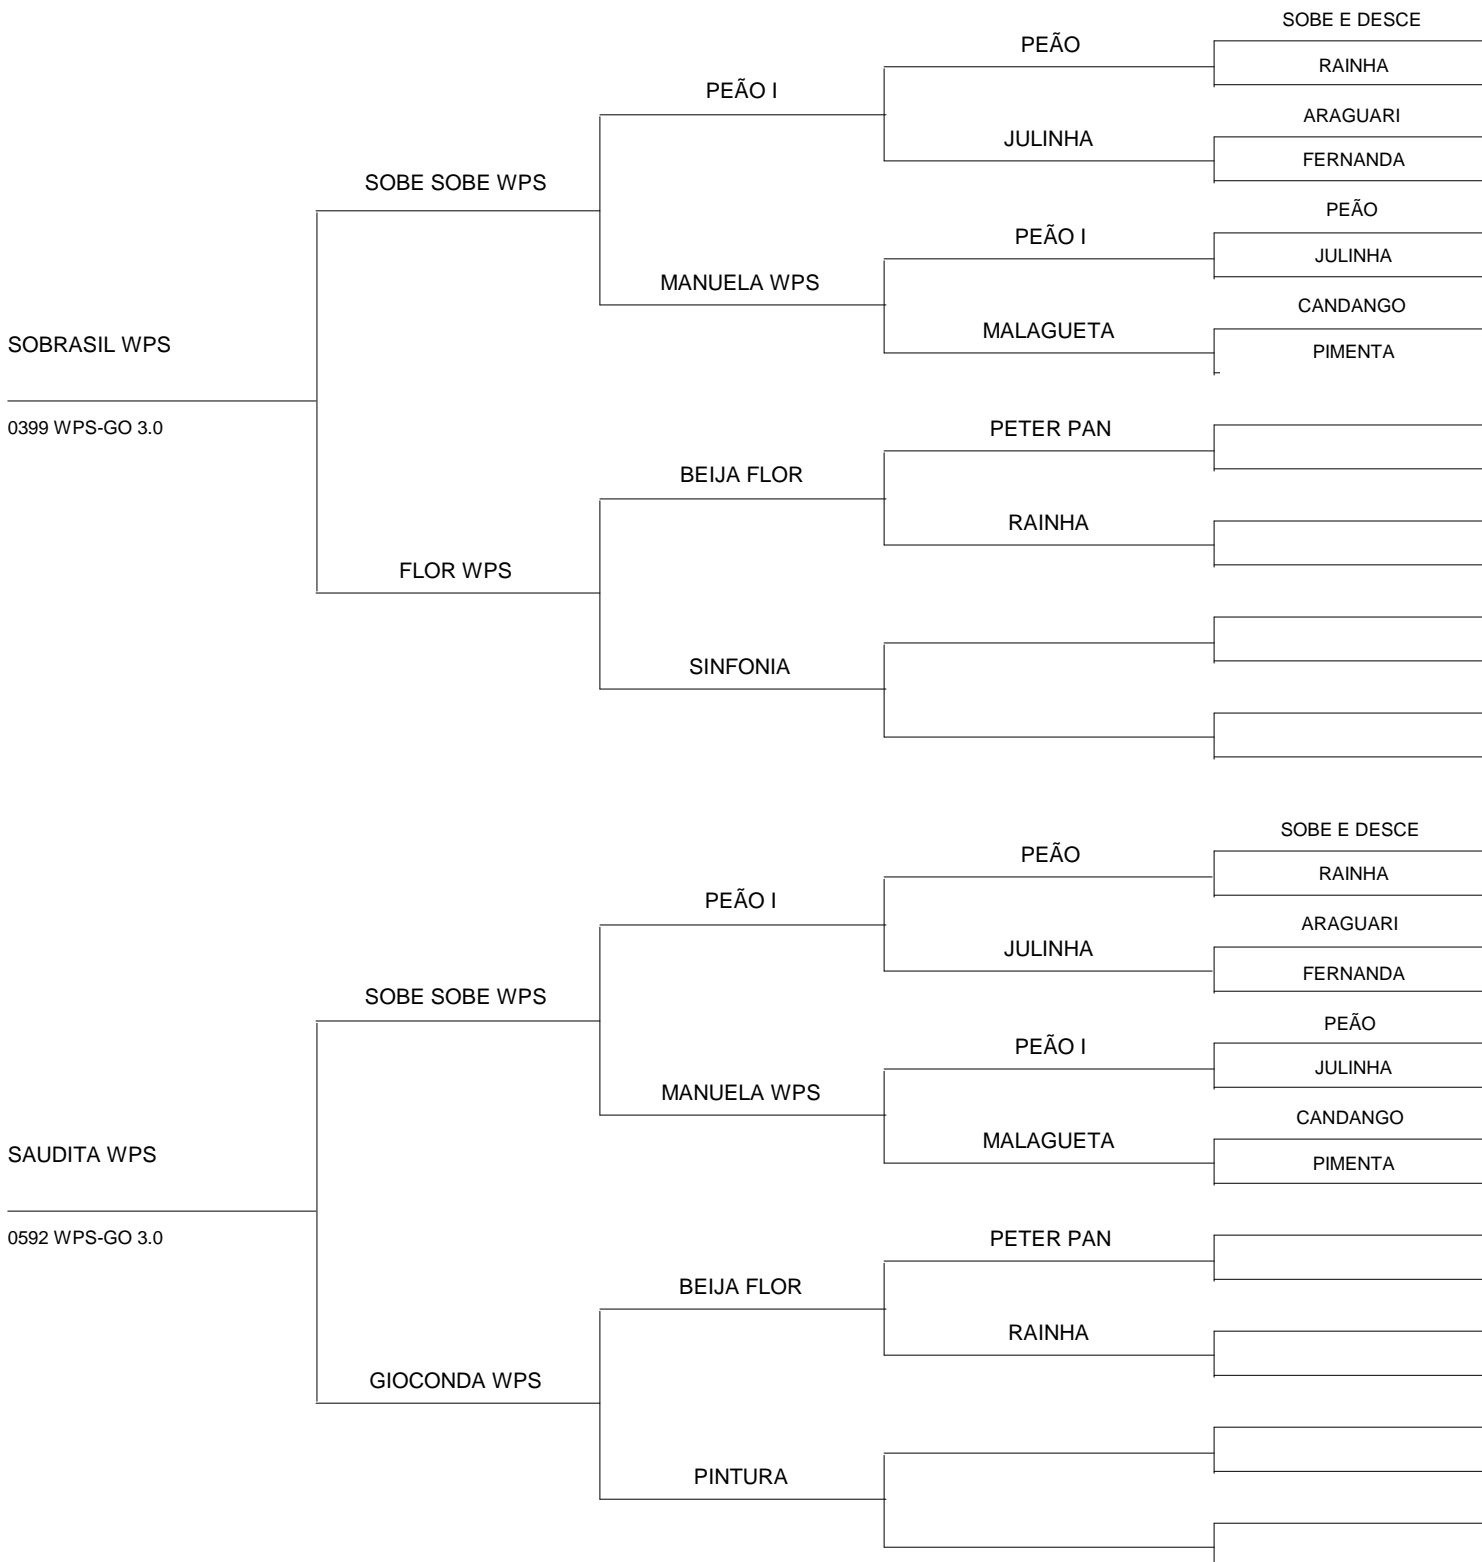 SOBE E DESCE
PEÃO
RAINHA
PEÃO I
ARAGUARI
JULINHA
FERNANDA
SOBE SOBE WPS
PEÃO
PEÃO I
JULINHA
MANUELA WPS
CANDANGO
MALAGUETA
SOBRASIL WPS
PIMENTA
0399 WPS-GO 3.0
PETER PAN
BEIJA FLOR
RAINHA
FLOR WPS
SINFONIA
SOBE E DESCE
PEÃO
RAINHA
PEÃO I
ARAGUARI
JULINHA
FERNANDA
SOBE SOBE WPS
PEÃO
PEÃO I
JULINHA
MANUELA WPS
CANDANGO
MALAGUETA
SAUDITA WPS
PIMENTA
0592 WPS-GO 3.0
PETER PAN
BEIJA FLOR
RAINHA
GIOCONDA WPS
PINTURA